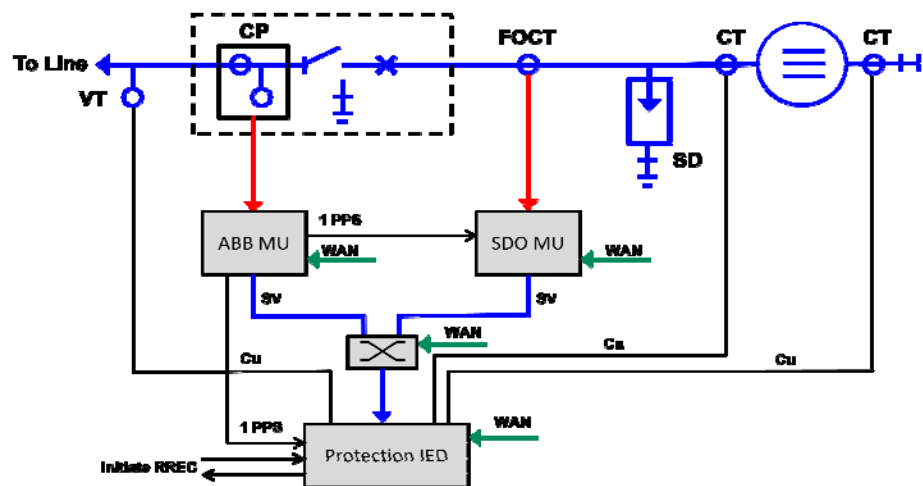 CP
FOCT
CT
CT
To Line
VT
SD
1 PPS
ABB MU
SDO MU
WAN
WAN
SV
SV
WAN
Cu
Cu
Cu
1 PPS
WAN
Protection IED
Initiate RREC